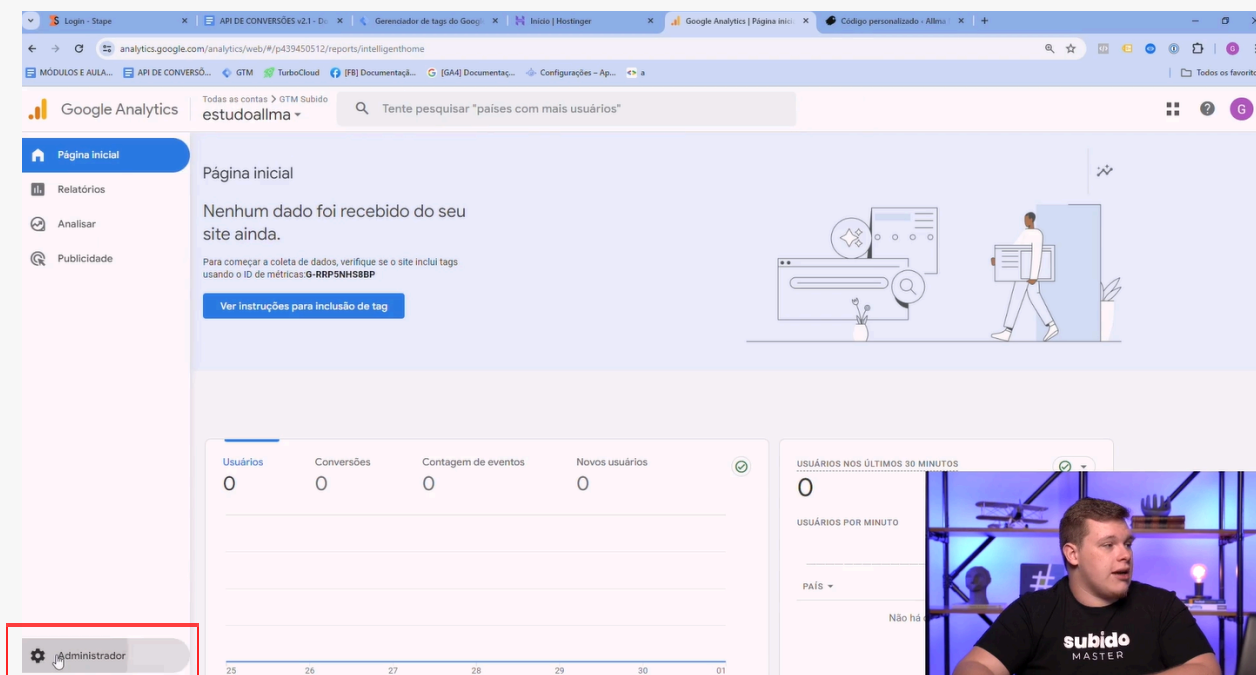 Login - Stape
API DE CONVERSÕES v2.1 - Do
Gerenciador de tags do Googl
Início | Hostinger
Google Analytics | Página inici
Código personalizado ‹ Allma
analytics.google.com/analytics/web/#/p439450512/reports/intelligenthome
MÓDULOS E AULA...
API DE CONVERSÕ...
GTM
TurboCloud
[FB] Documentaçã...
[GA4] Documentaç...
Configurações ‹ Ap...
a
Todos os favorito
Google Analytics
Todas as contas > GTM Subido
estudoallma
Tente pesquisar "países com mais usuários"
G
Página inicial
Relatórios
Analisar
Publicidade
Administrador
Página inicial
Nenhum dado foi recebido do seu
site ainda.
Para começar a coleta de dados, verifique se o site inclui tags
usando o ID de métricas:G-RRP5NHS8BP
Ver instruções para inclusão de tag
Usuários
0
Conversões
0
Contagem de eventos
0
Novos usuários
0
25 26 27 28 29 30 01
USUÁRIOS NOS ÚLTIMOS 30 MINUTOS
0
USUÁRIOS POR MINUTO
PAÍS
Não há
#
subido
MASTER